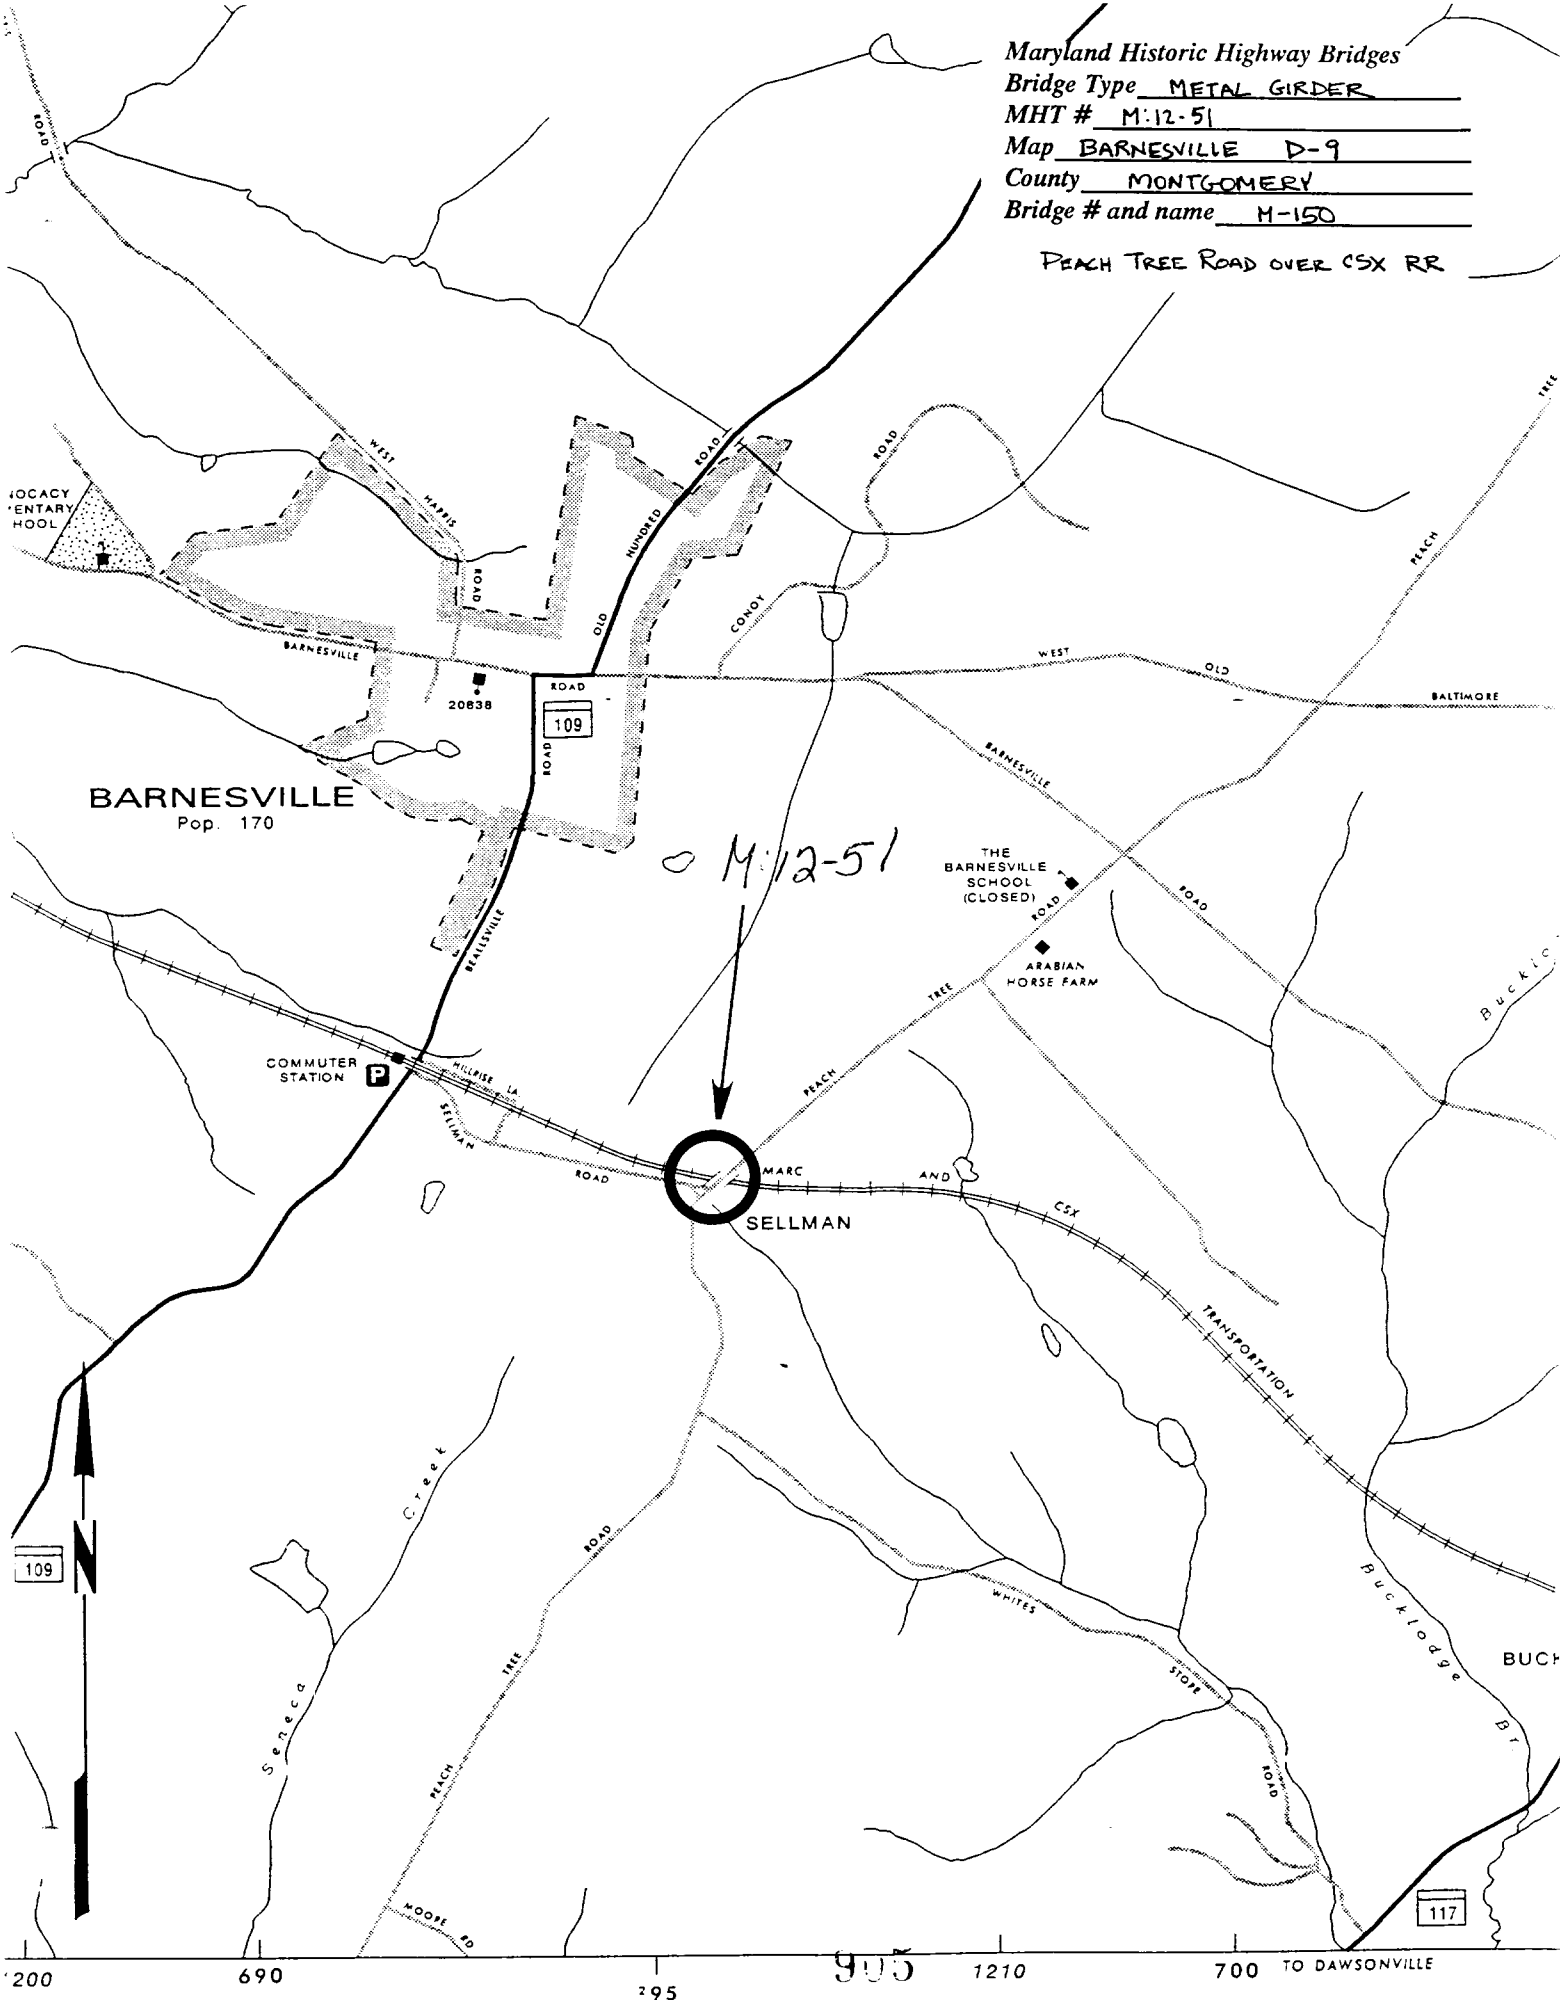 Maryland Historic Highway Bridges
Bridge Type METAL GIRDER
MHT # M:12-51
Map BARNESVILLE D-9
County MONTGOMERY
Bridge # and name M-150
PEACH TREE ROAD OVER CSX RR
ROAD
TREE
WEST
HARRIS
ROAD
ROAD
HUNDRED
OLD
ROAD
CONOY
PEACH
ENTARY
BARNESVILLE
20838
ROAD
109
ROAD
WEST
OLD
BALTIMORE
BARNESVILLE
Pop. 170
BARNESVILLE
ROAD
M:12-51
THE
BARNESVILLE
SCHOOL
(CLOSED)
ROAD
ARABIAN
HORSE FARM
BEALLSVILLE
TREE
PEACH
COMMUTER
STATION
P
HILLRISE LA
SELLMAN
ROAD
MARC
AND
CSX
TRANSPORTATION
SELLMAN
Creek
Seneca
109
N
ROAD
TREE
PEACH
MOORE
RD
WHITES
STORE
ROAD
Bucklodge
Br.
117
200
690
295
905
1210
700
TO DAWSONVILLE